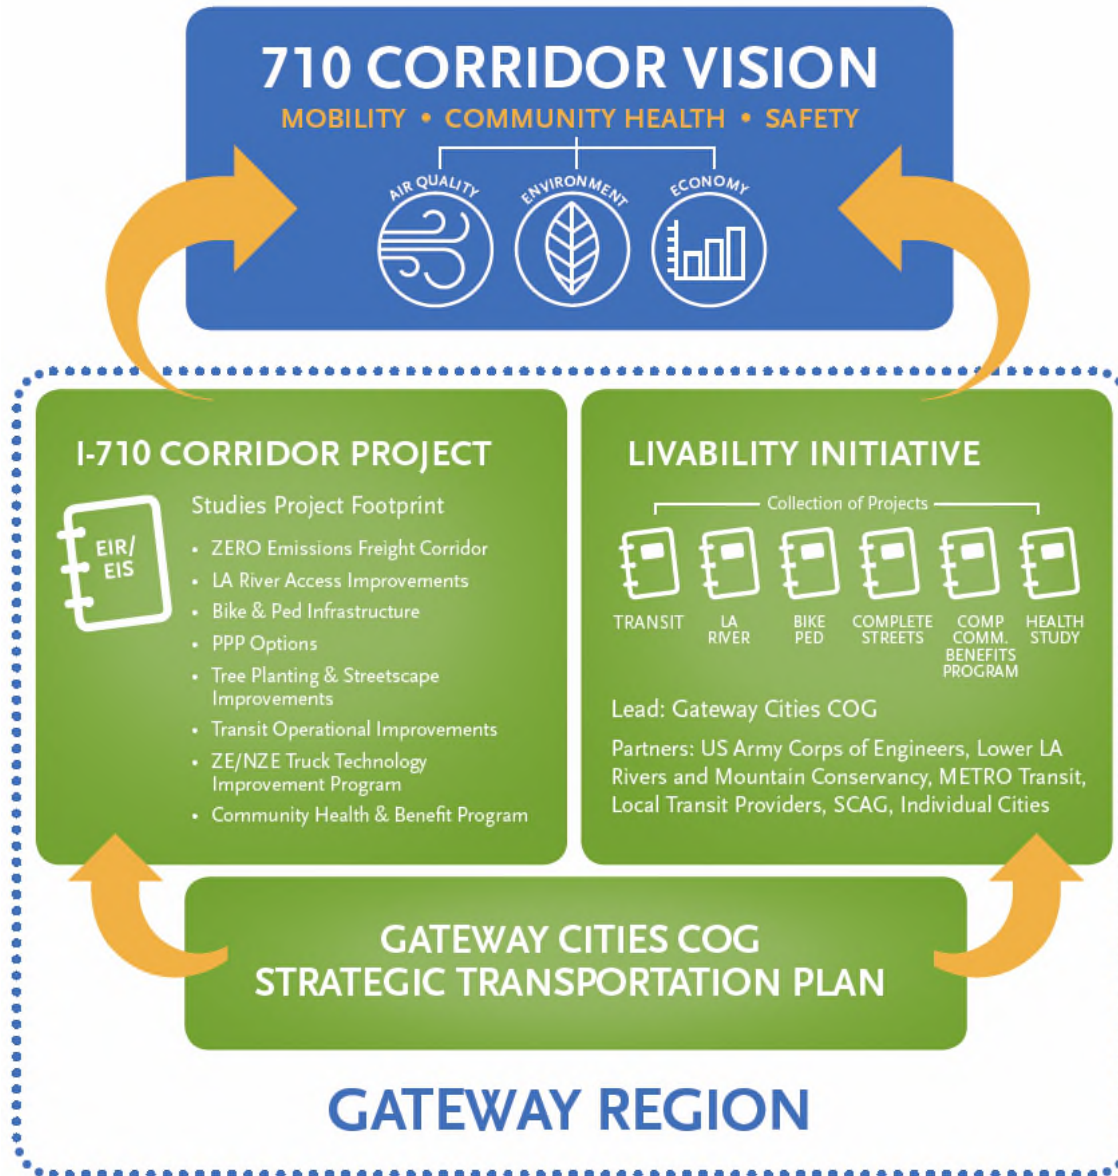 710 CORRIDOR VISION
MOBILITY • COMMUNITY HEALTH • SAFETY
AIR QUALITY
ENVIRONMENT
ECONOMY
I-710 CORRIDOR PROJECT
EIR/
EIS
Studies Project Footprint
• ZERO Emissions Freight Corridor
• LA River Access Improvements
• Bike & Ped Infrastructure
• PPP Options
• Tree Planting & Streetscape
Improvements
• Transit Operational Improvements
• ZE/NZE Truck Technology
Improvement Program
• Community Health & Benefit Program
LIVABILITY INITIATIVE
Collection of Projects
TRANSIT
LA
RIVER
BIKE
PED
COMPLETE
STREETS
COMP
COMM.
BENEFITS
PROGRAM
HEALTH
STUDY
Lead: Gateway Cities COG
Partners: US Army Corps of Engineers, Lower LA
Rivers and Mountain Conservancy, METRO Transit,
Local Transit Providers, SCAG, Individual Cities
GATEWAY CITIES COG
STRATEGIC TRANSPORTATION PLAN
GATEWAY REGION